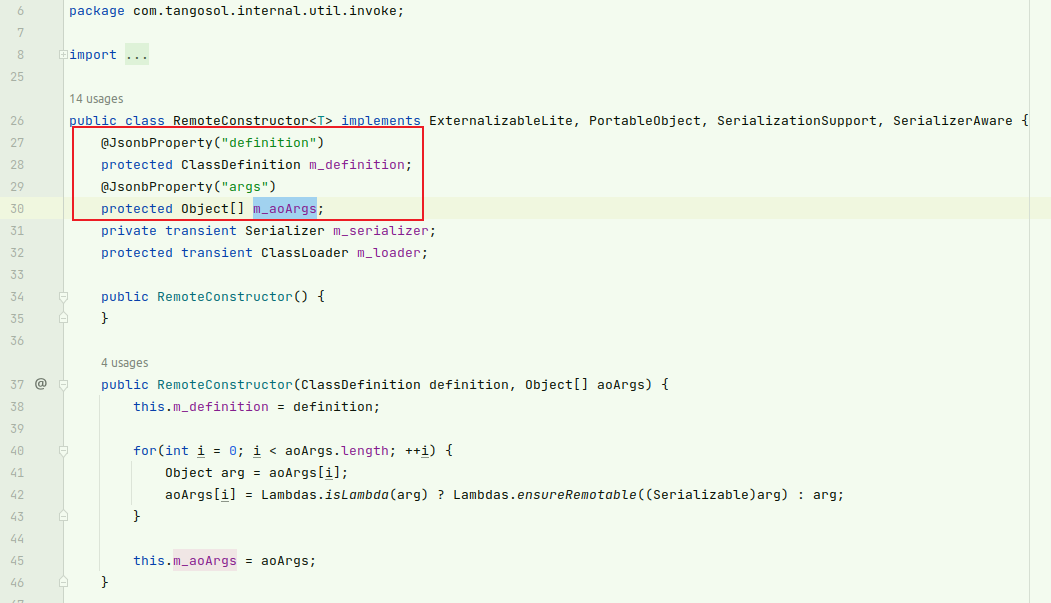 6 package com.tangosol.internal.util.invoke;
7
8 import ...
25
14 usages
26 public class RemoteConstructor<T> implements ExternalizableLite, PortableObject, SerializationSupport, SerializerAware {
27 @JsonbProperty("definition")
28 protected ClassDefinition m_definition;
29 @JsonbProperty("args")
30 protected Object[] m_aoArgs;
31 private transient Serializer m_serializer;
32 protected transient ClassLoader m_loader;
33
34 public RemoteConstructor() {
35 }
36
4 usages
37 @ public RemoteConstructor(ClassDefinition definition, Object[] aoArgs) {
38 this.m_definition = definition;
39
40 for(int i = 0; i < aoArgs.length; ++i) {
41 Object arg = aoArgs[i];
42 aoArgs[i] = Lambdas.isLambda(arg) ? Lambdas.ensureRemotable((Serializable)arg) : arg;
43 }
44
45 this.m_aoArgs = aoArgs;
46 }